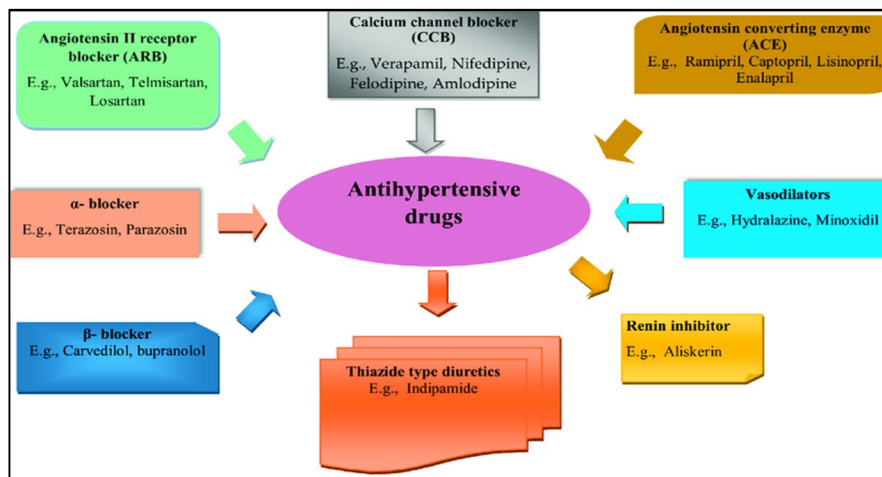 Angiotensin II receptor
blocker (ARB)
E.g., Valsartan, Telmisartan,
Losartan
Calcium channel blocker
(CCB)
E.g., Verapamil, Nifedipine,
Felodipine, Amlodipine
Angiotensin converting enzyme
(ACE)
E.g., Ramipril, Captopril, Lisinopril,
Enalapril
α- blocker
E.g., Terazosin, Parazosin
Antihypertensive
drugs
Vasodilators
E.g., Hydralazine, Minoxidil
β- blocker
E.g., Carvedilol, bupranolol
Thiazide type diuretics
E.g., Indipamide
Renin inhibitor
E.g., Aliskerin